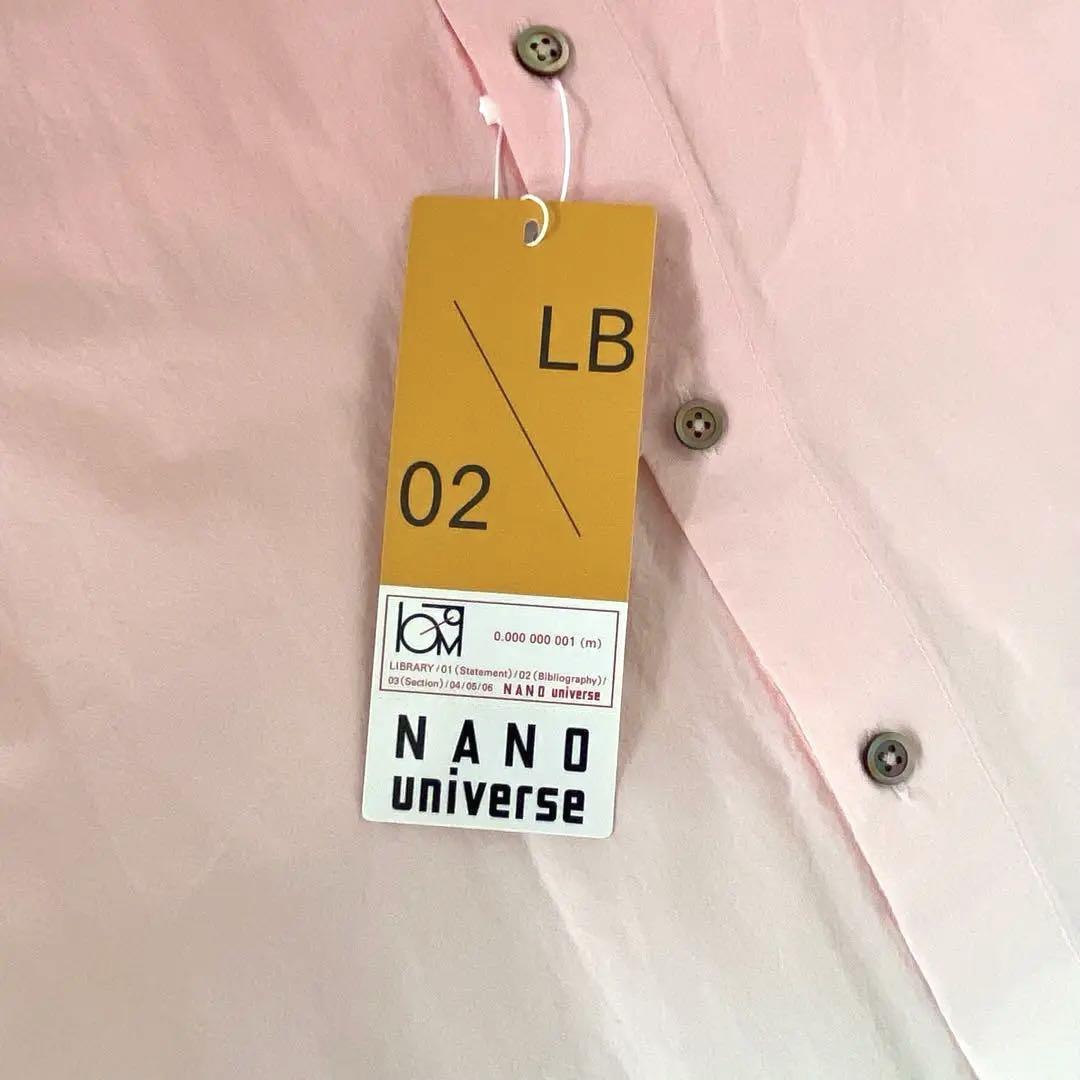 LB
02
0.000 000 001 (m)
LIBRARY/01(Statement)/02(Bibliography)/
03(Section)/04/05/06 NANO universe
NANO
universe